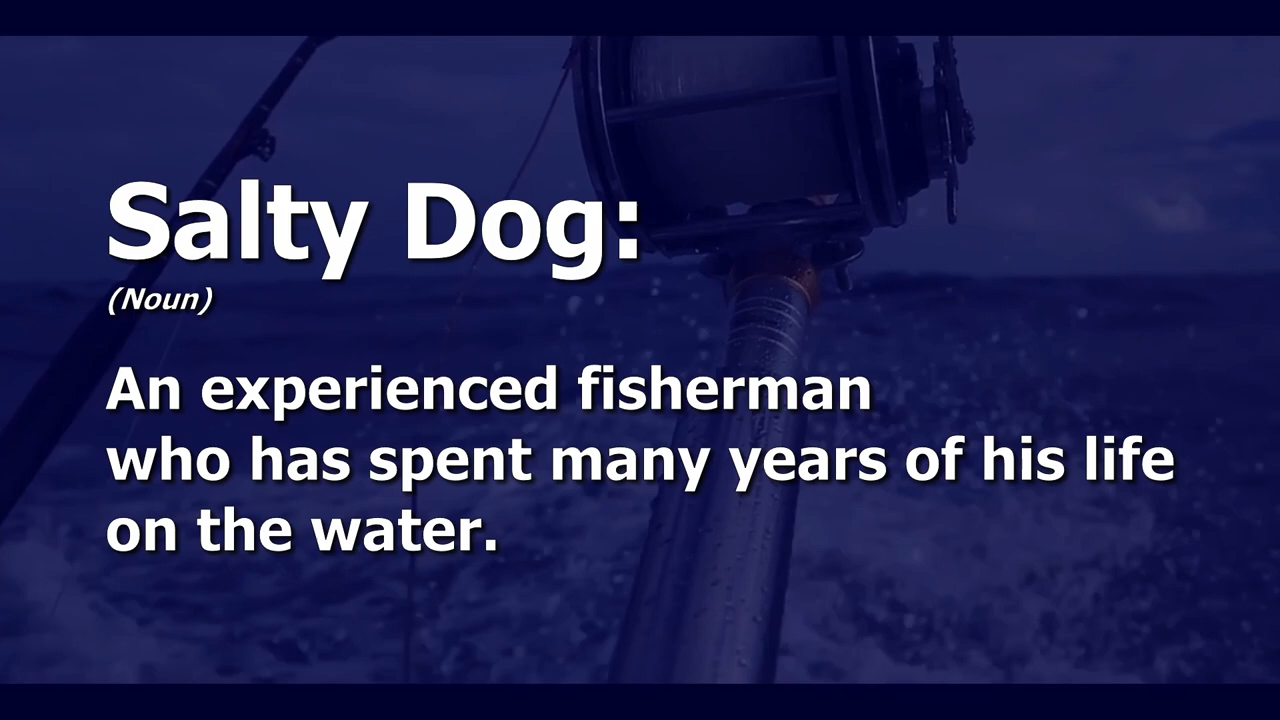 Salty Dog:
(Noun)
An experienced fisherman
who has spent many years of his life
on the water.